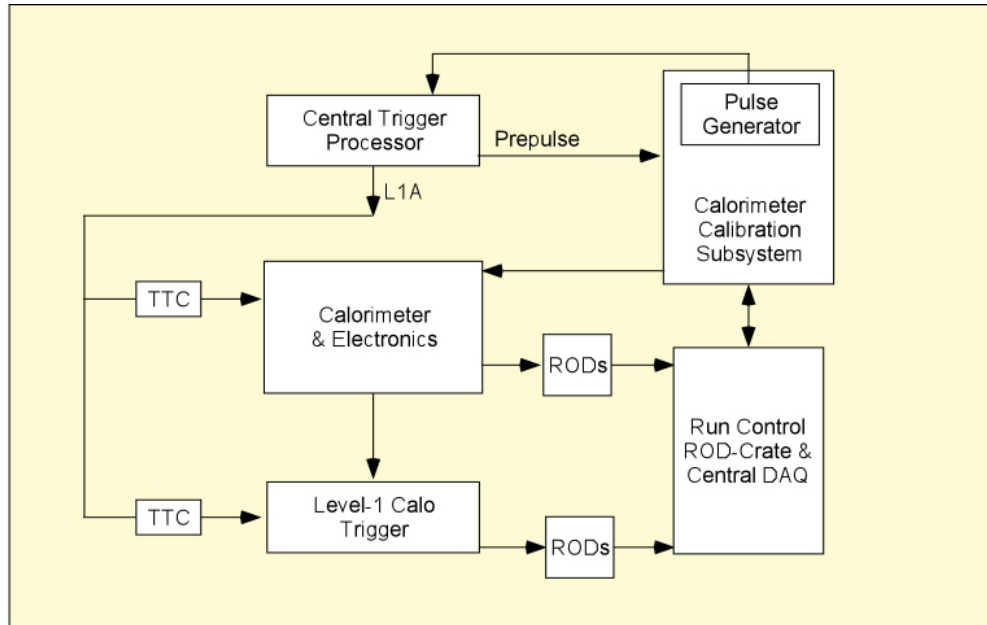 Central Trigger
Processor
Prepulse
Pulse
Generator
L1A
Calorimeter
Calibration
Subsystem
TTC
Calorimeter
& Electronics
RODs
Run Control
ROD-Crate &
Central DAQ
TTC
Level-1 Calo
Trigger
RODs